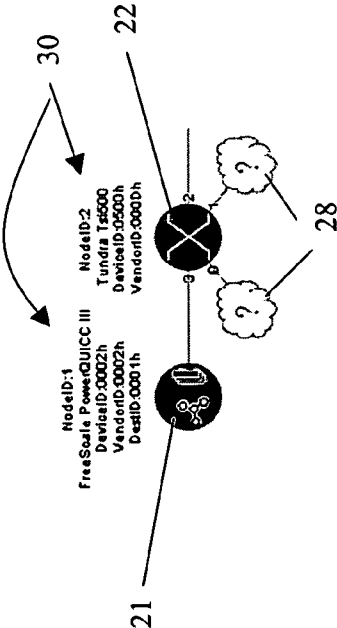 30
22
NodeID:1
FreeScale PowerQUICC III
DeviceID:0002h
VendorID:0002h
DestID:0001h
NodeID:2
Tundra Tsi500
DeviceID:0500h
VendorID:000Dh
3
2
0
1
?
?
21
28